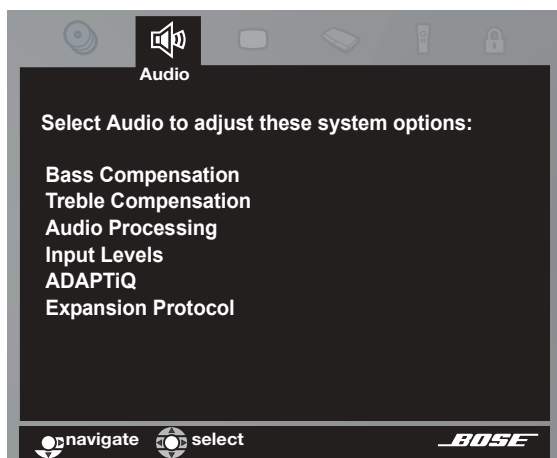 Audio
Select Audio to adjust these system options:
Bass Compensation
Treble Compensation
Audio Processing
Input Levels
ADAPTiQ
Expansion Protocol
navigate select BOSE